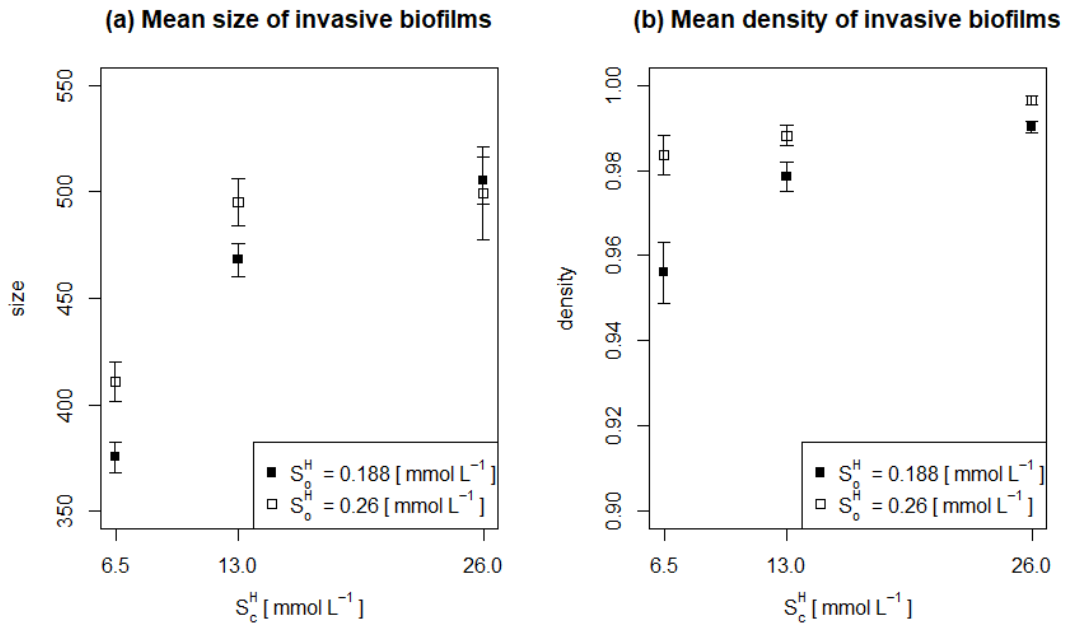 (a) Mean size of invasive biofilms
size
550
500
450
400
350
S_o^H = 0.188 [ mmol L⁻¹ ]
S_o^H = 0.26 [ mmol L⁻¹ ]
6.5 13.0 26.0
S_c^H [ mmol L⁻¹ ]
(b) Mean density of invasive biofilms
density
1.00
0.98
0.96
0.94
0.92
0.90
S_o^H = 0.188 [ mmol L⁻¹ ]
S_o^H = 0.26 [ mmol L⁻¹ ]
6.5 13.0 26.0
S_c^H [ mmol L⁻¹ ]